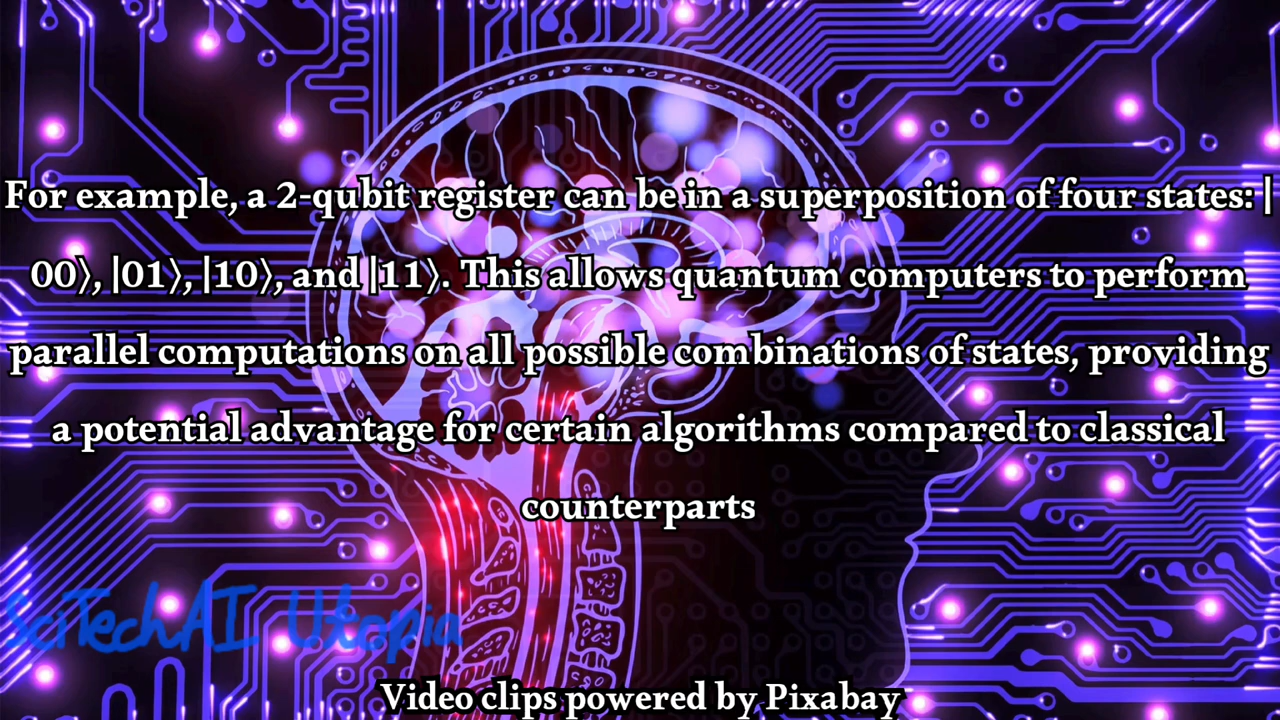 For example, a 2-qubit register can be in a superposition of four states: |
00⟩, |01⟩, |10⟩, and |11⟩. This allows quantum computers to perform
parallel computations on all possible combinations of states, providing
a potential advantage for certain algorithms compared to classical
counterparts
SciTechAI Utopia
Video clips powered by Pixabay